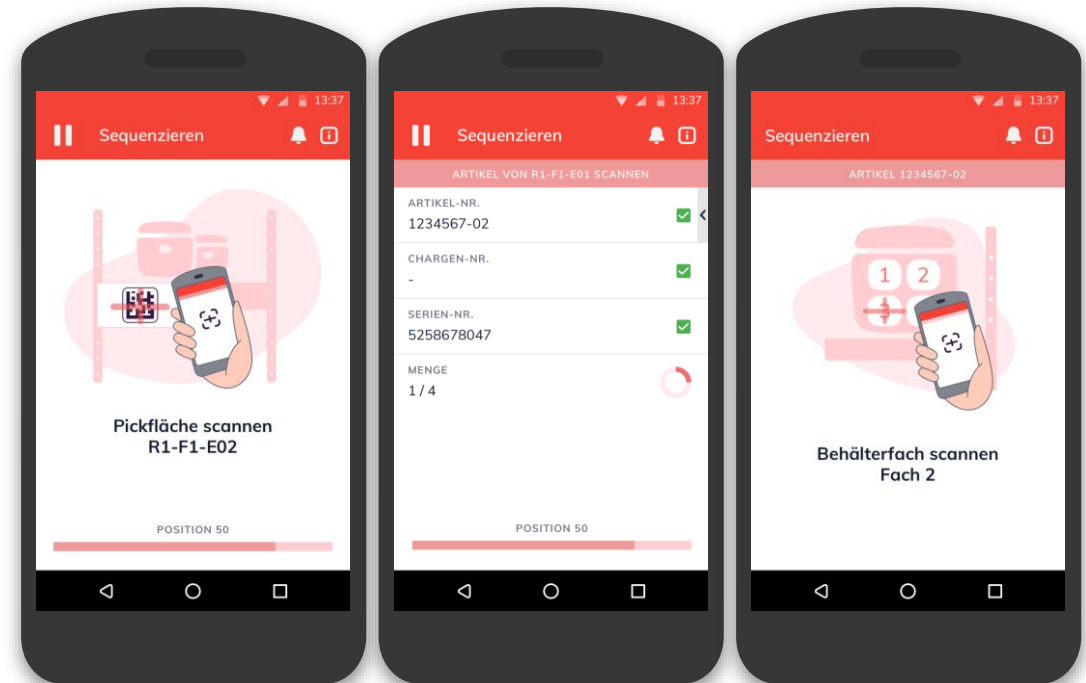 13:37
Sequenzieren
Pickfläche scannen
R1-F1-E02
POSITION 50
13:37
Sequenzieren
ARTIKEL VON R1-F1-E01 SCANNEN
ARTIKEL-NR.
1234567-02
CHARGEN-NR.
-
SERIEN-NR.
5258678047
MENGE
1 / 4
POSITION 50
13:37
Sequenzieren
ARTIKEL 1234567-02
1 2
3
Behälterfach scannen
Fach 2